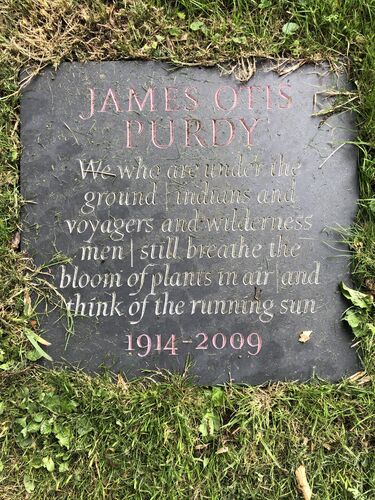 JAMES OTIS
PURDY
We who are under the
ground | indians and
voyagers and wilderness
men | still breathe the
bloom of plants in air | and
think of the running sun
1914-2009